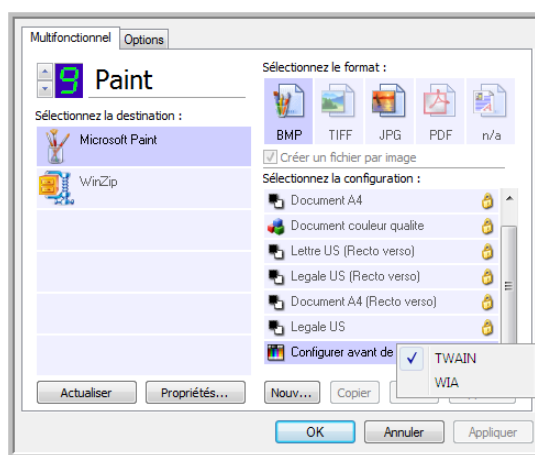 Multifonctionnel Options
9 Paint
Sélectionnez la destination :
Microsoft Paint
WinZip
Actualiser Propriétés...
Sélectionnez le format :
BMP TIFF JPG PDF n/a
Créer un fichier par image
Sélectionnez la configuration :
Document A4
Document couleur qualite
Lettre US (Recto verso)
Legale US (Recto verso)
Document A4 (Recto verso)
Legale US
Configurer avant de
TWAIN
WIA
Nouv... Copier
OK Annuler Appliquer